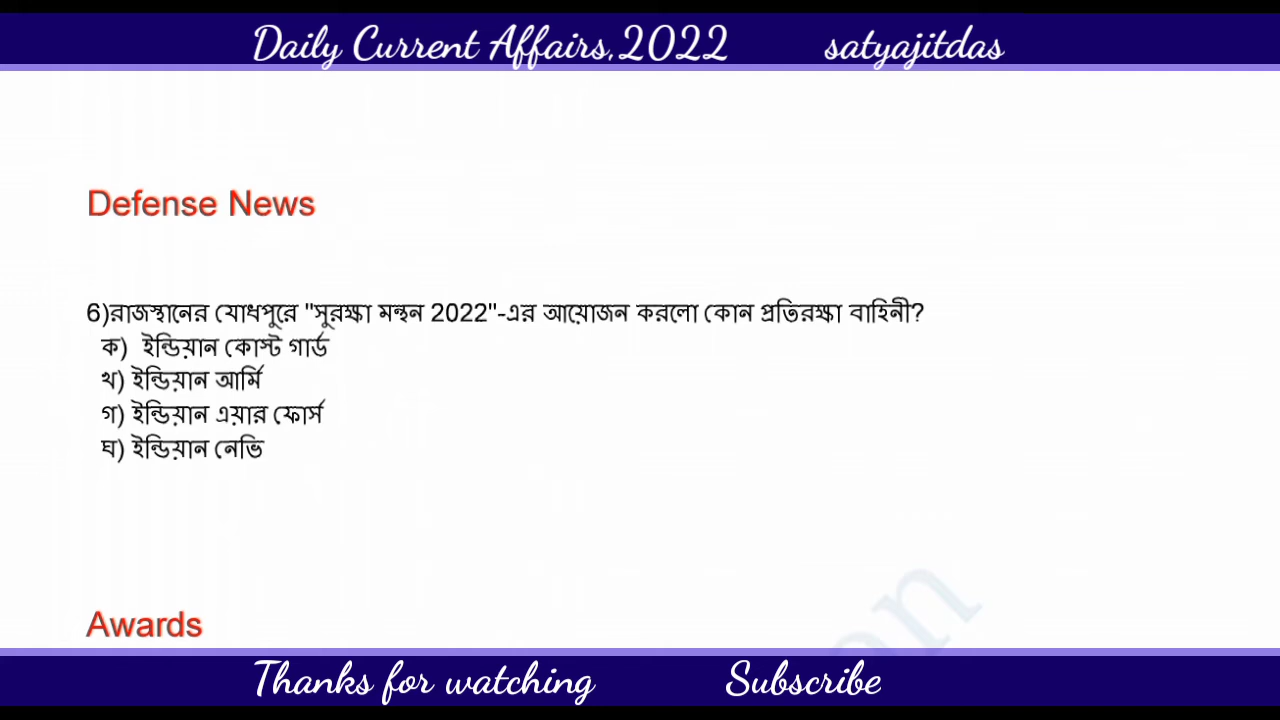 Daily Current Affairs,2022 satyajitdas
Defense News
6)রাজস্থানের যোধপুরে "সুরক্ষা মন্থন 2022"-এর আয়োজন করলো কোন প্রতিরক্ষা বাহিনী?
ক) ইন্ডিয়ান কোস্ট গার্ড
খ) ইন্ডিয়ান আর্মি
গ) ইন্ডিয়ান এয়ার ফোর্স
ঘ) ইন্ডিয়ান নেভি
Awards
Thanks for watching Subscribe